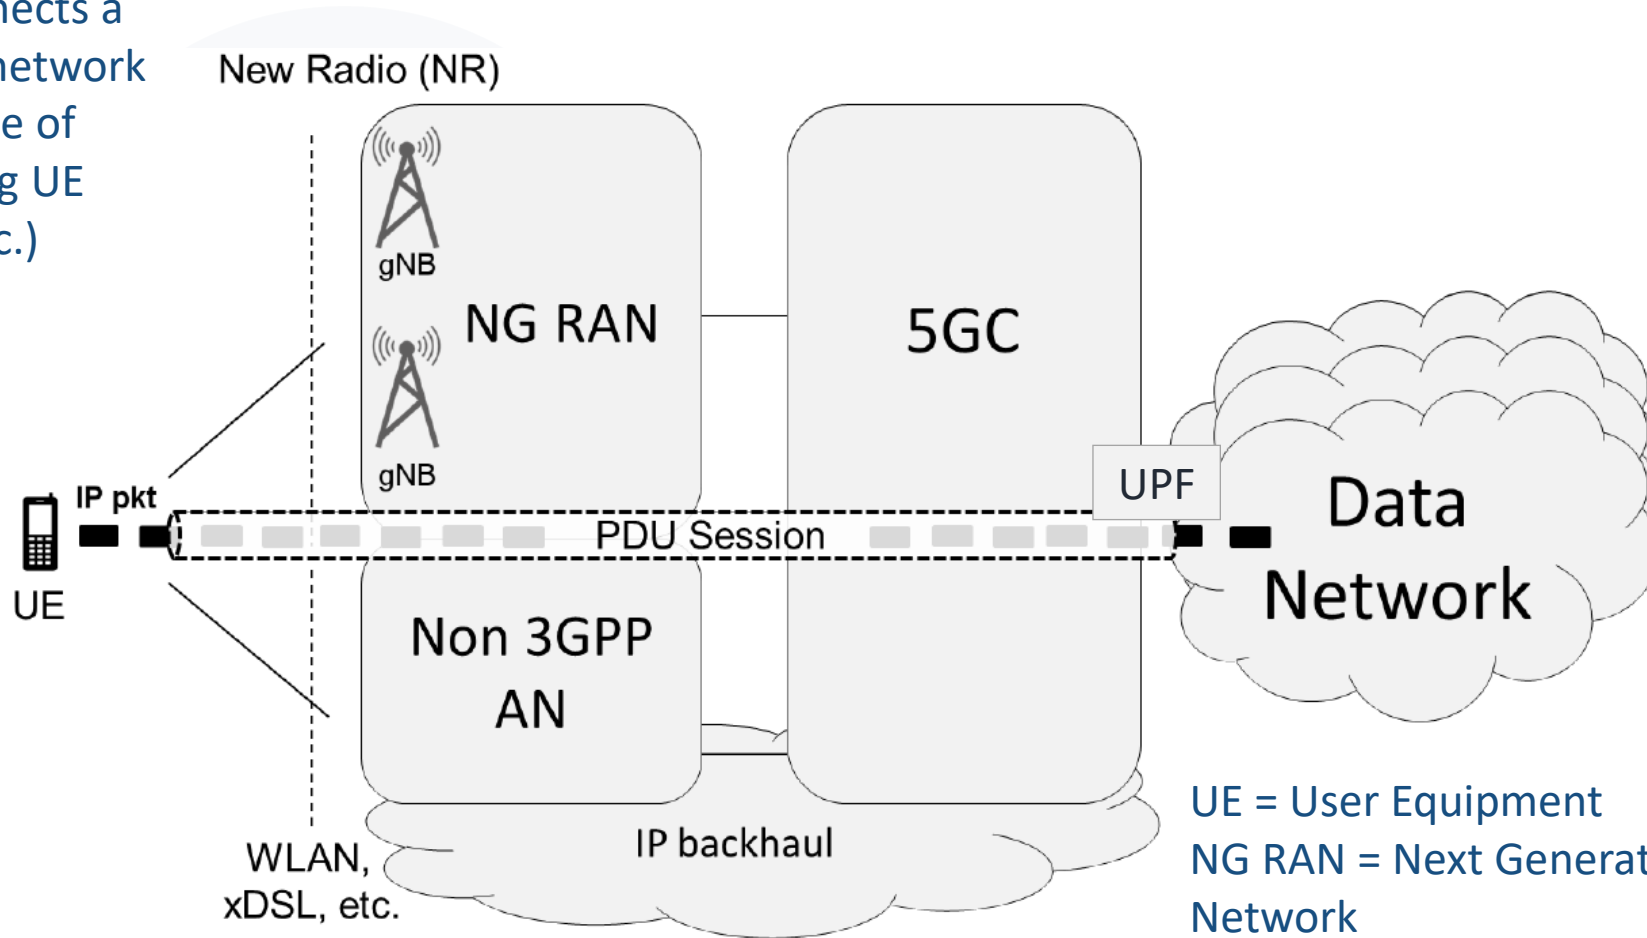 nects a
network
e of
g UE
c.)
New Radio (NR)
gNB
NG RAN
gNB
5GC
UPF
IP pkt
PDU Session
UE
Data
Network
Non 3GPP
AN
IP backhaul
WLAN,
xDSL, etc.
UE = User Equipment
NG RAN = Next Generat
Network